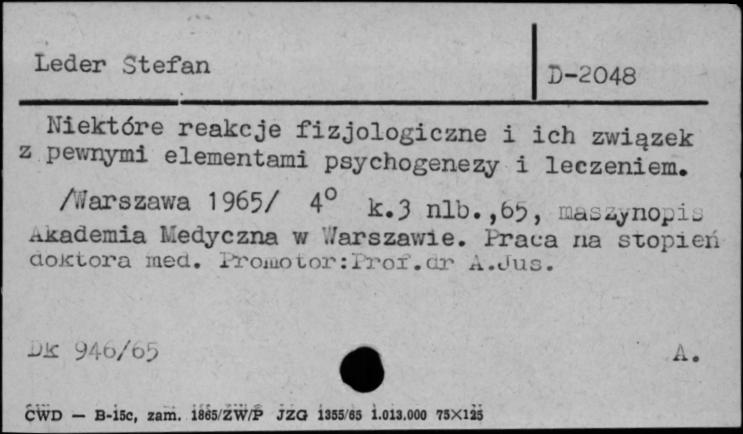 Leder Stefan
D-2048
Niektóre reakcje fizjologiczne i ich związek
z pewnymi elementami psychogenezy i leczeniem.
/Warszawa 1965/ 4° k.3 nlb.,65, maszynopis
Akademia Medyczna w Warszawie. Praca na stopień
doktora med. Promotor:Prof.dr A.Jus.
Dk 946/65
A.
CWD — B-15c, zam. 1865/ZW/P JZG 1355/65 1.013.000 75×125